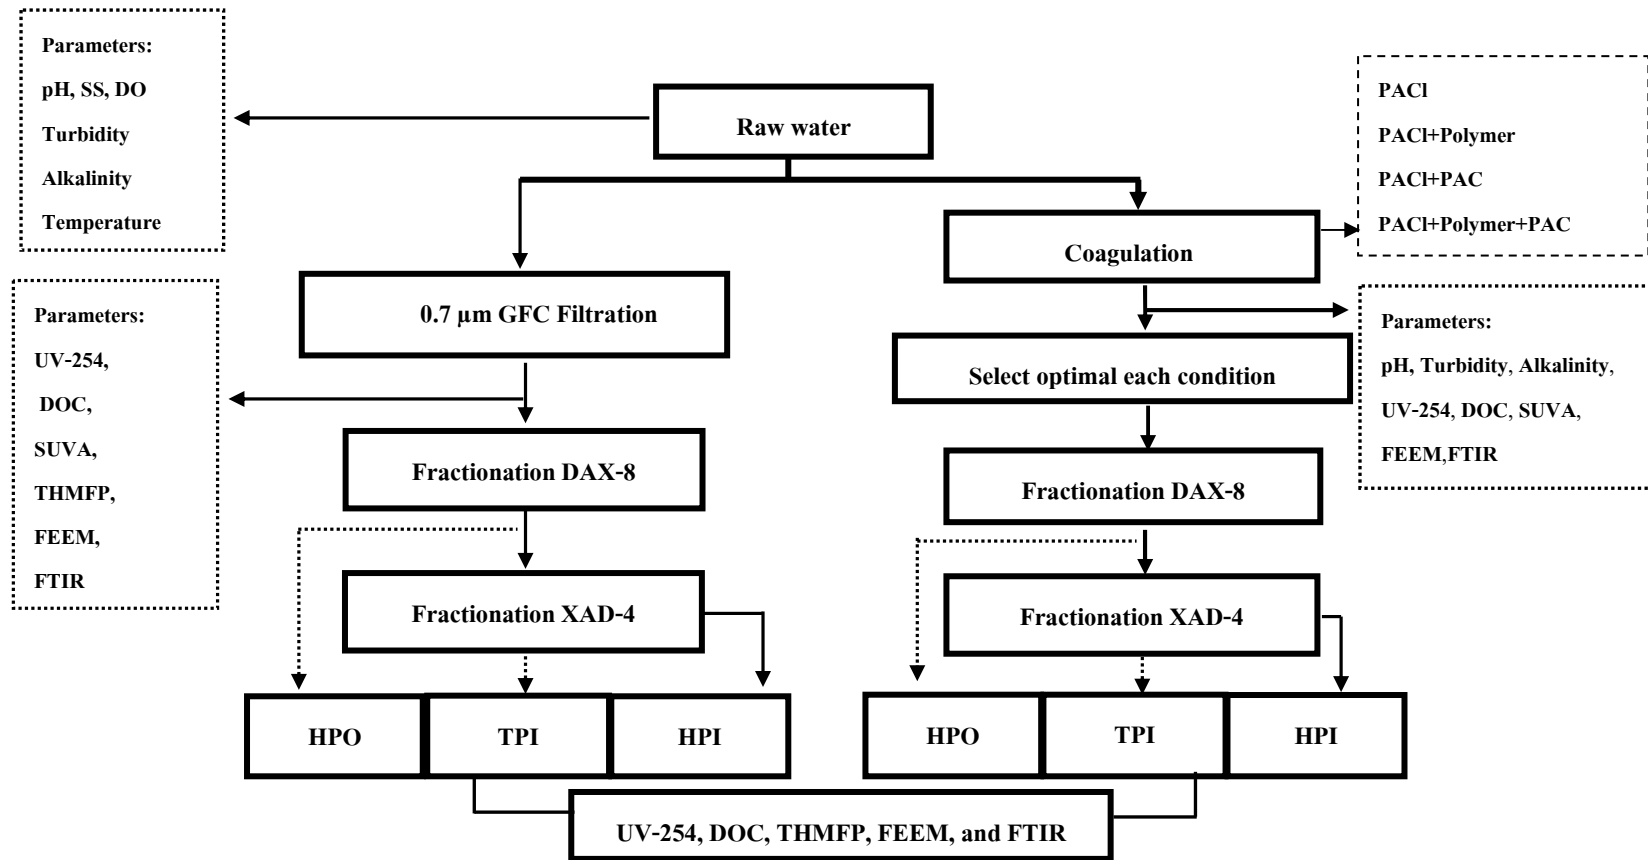 Parameters:
pH, SS, DO
Turbidity
Alkalinity
Temperature
Raw water
PACl
PACl+Polymer
PACl+PAC
PACl+Polymer+PAC
Coagulation
0.7 µm GFC Filtration
Parameters:
UV-254,
DOC,
SUVA,
THMFP,
FEEM,
FTIR
Parameters:
pH, Turbidity, Alkalinity,
UV-254, DOC, SUVA,
FEEM,FTIR
Select optimal each condition
Fractionation DAX-8
Fractionation DAX-8
Fractionation XAD-4
Fractionation XAD-4
HPO
TPI
HPI
HPO
TPI
HPI
UV-254, DOC, THMFP, FEEM, and FTIR